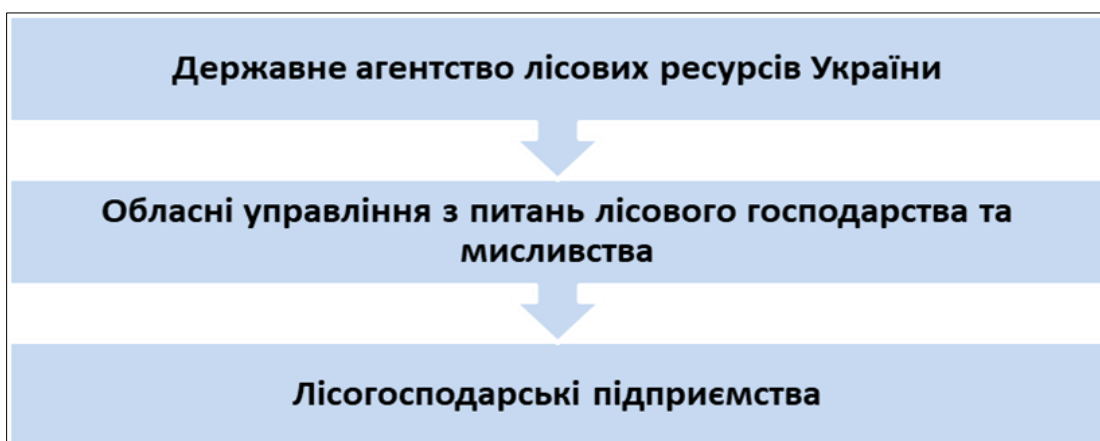 Державне агентство лісових ресурсів України
Обласні управління з питань лісового господарства та
мисливства
Лісогосподарські підприємства